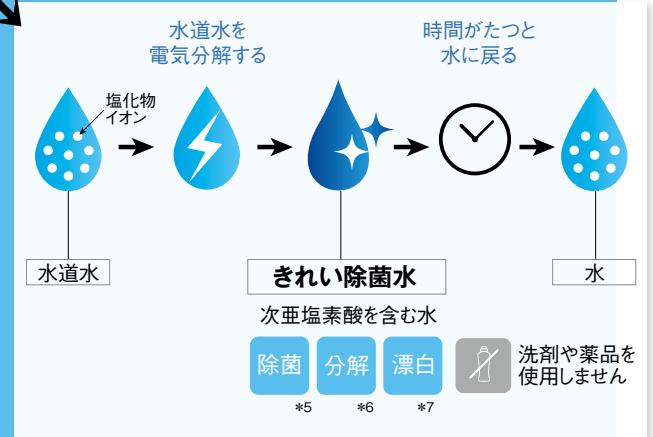 水道水を
電気分解する
時間がたつと
水に戻る
塩化物
イオン
水道水
きれい除菌水
水
次亜塩素酸を含む水
除菌
分解
漂白
洗剤や薬品を
使用しません
*5
*6
*7